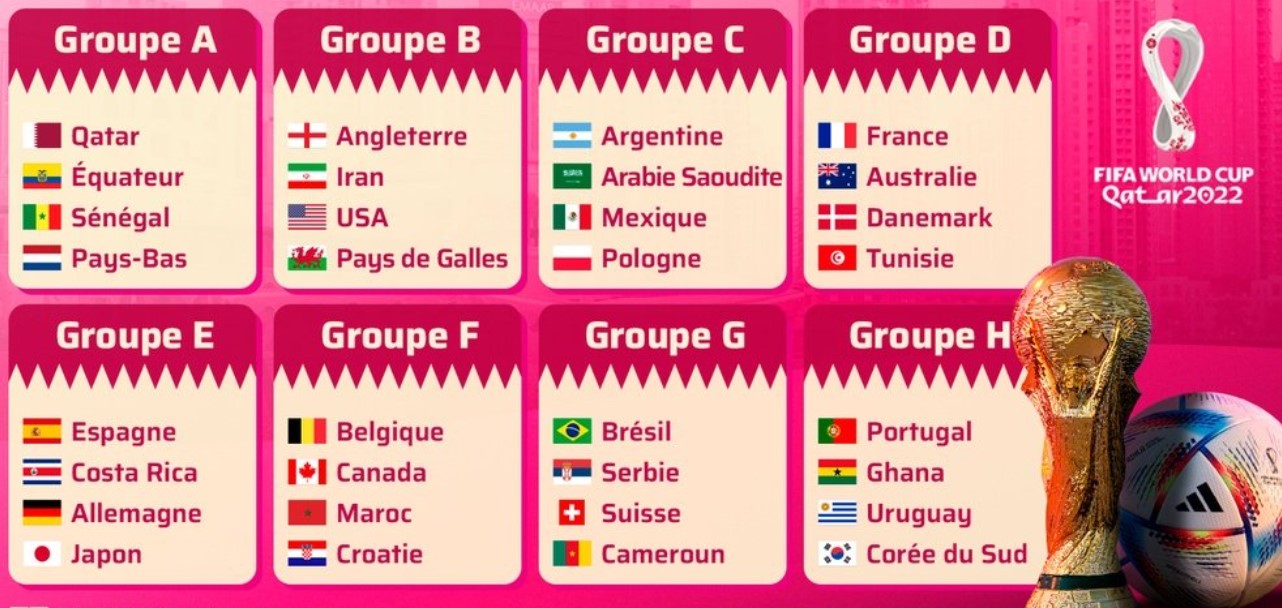 Groupe A
Qatar
Équateur
Sénégal
Pays-Bas
Groupe B
Angleterre
Iran
USA
Pays de Galles
Groupe C
Argentine
Arabie Saoudite
Mexique
Pologne
Groupe D
France
Australie
Danemark
Tunisie
FIFA WORLD CUP
Qatar2022
Groupe E
Espagne
Costa Rica
Allemagne
Japon
Groupe F
Belgique
Canada
Maroc
Croatie
Groupe G
Brésil
Serbie
Suisse
Cameroun
Groupe H
Portugal
Ghana
Uruguay
Corée du Sud
EMAAR